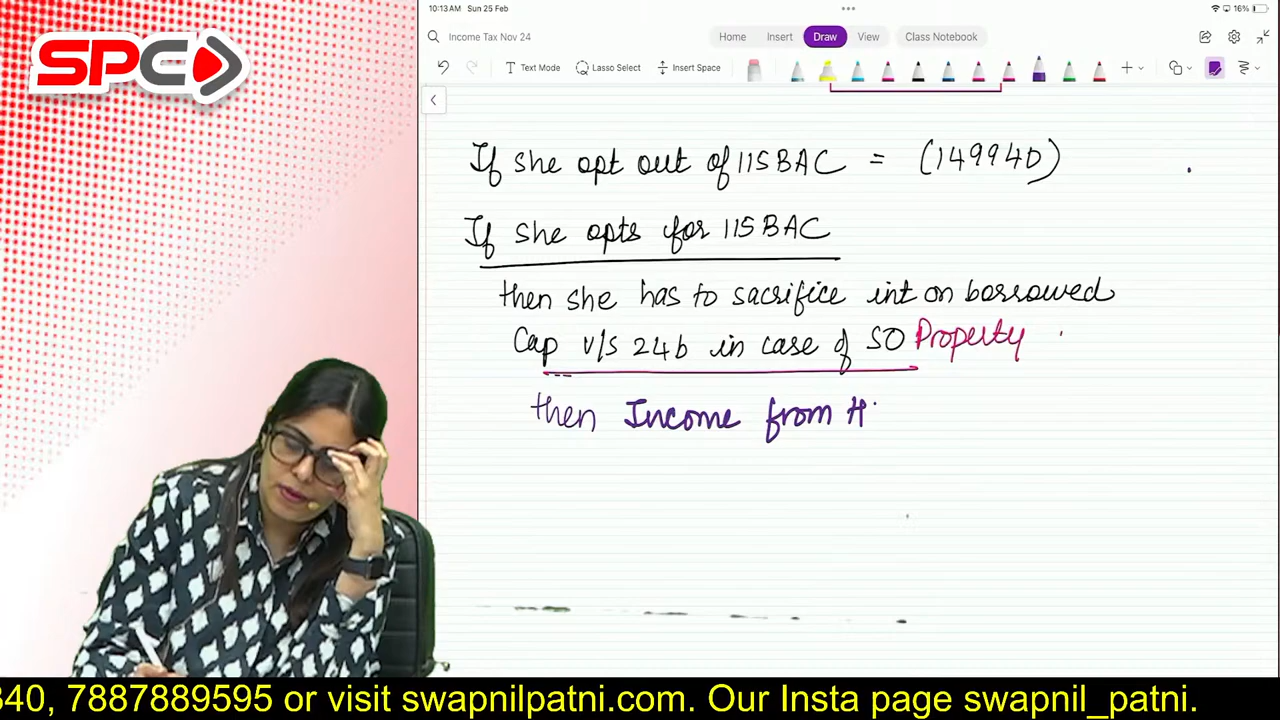 10:13 AM Sun 25 Feb
16%
SPC
Income Tax Nov 24
Home Insert Draw View Class Notebook
Text Mode Lasso Select Insert Space
If she opt out of 115BAC = (149940)
If she opts for 115BAC
then she has to sacrifice int on borrowed
Cap v/s 24b in case of SO Property
then Income from H
340, 7887889595 or visit swapnilpatni.com. Our Insta page swapnil_patni.